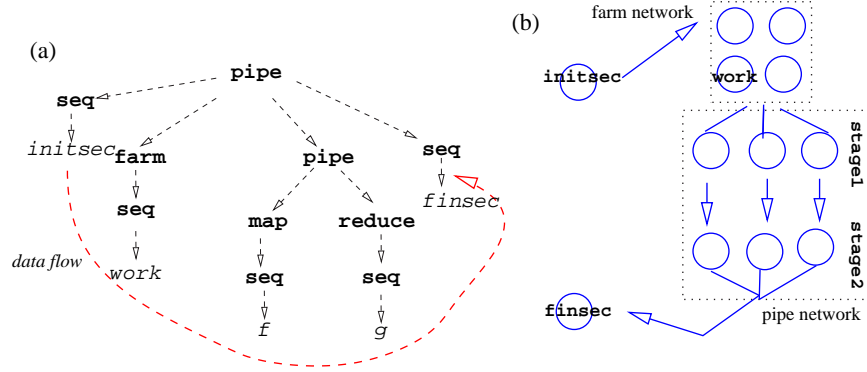 (a)
pipe
seq
initsec
farm
pipe
seq
seq
map
reduce
finsec
data flow
work
seq
seq
f
g
(b)
farm network
initsec
work
stage1
stage2
finsec
pipe network